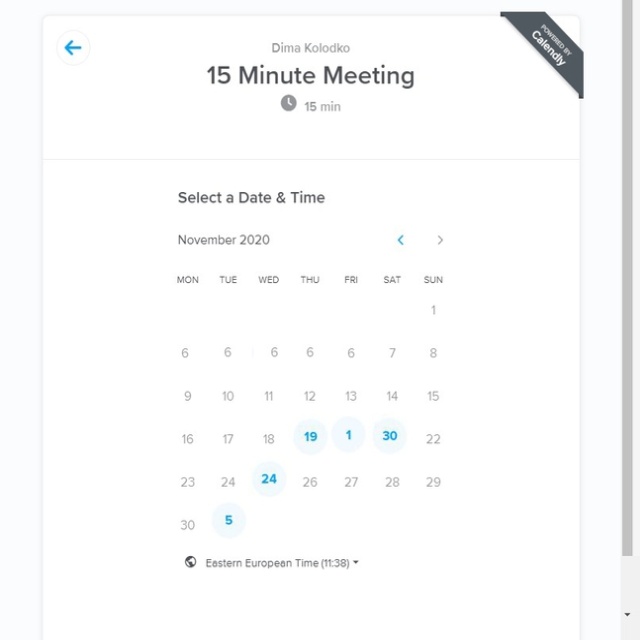 POWERED BY
Calendly
Dima Kolodko
15 Minute Meeting
15 min
Select a Date & Time
November 2020
MON TUE WED THU FRI SAT SUN
1
6 6 6 6 6 7 8
9 10 11 12 13 14 15
16 17 18 19 1 30 22
23 24 24 26 27 28 29
30 5
Eastern European Time (11:38)